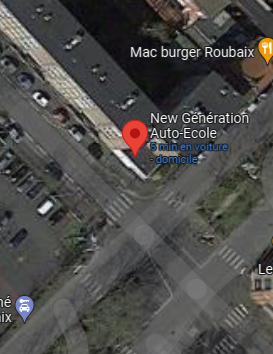 Mac burger Roubaix
New Génération
Auto-Ecole
5 min en voiture
- domicile
Le
né
ix